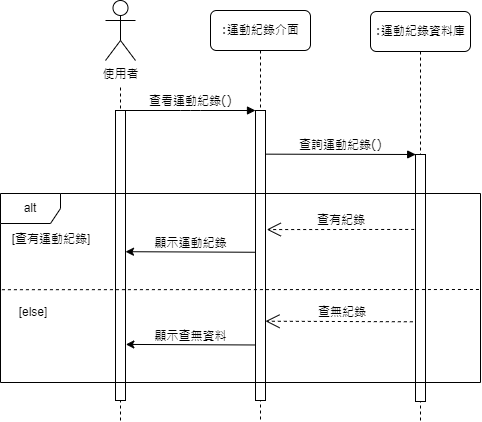 :運動紀錄介面
:運動紀錄資料庫
使用者
查看運動紀錄()
查詢運動紀錄()
alt
查有紀錄
[查有運動紀錄]
顯示運動紀錄
[else]
查無紀錄
顯示查無資料